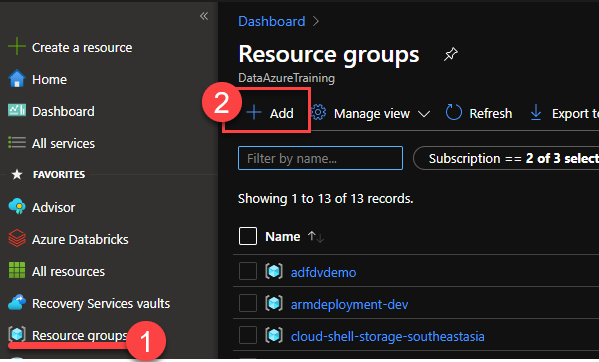 «
Create a resource
Home
Dashboard
All services
FAVORITES
Advisor
Azure Databricks
All resources
Recovery Services vaults
Resource groups
1
Dashboard >
Resource groups
DataAzureTraining
2
+ Add Manage view Refresh Export to
Filter by name... Subscription == 2 of 3 select
Showing 1 to 13 of 13 records.
Name ↑↓
adfdvdemo
armdeployment-dev
cloud-shell-storage-southeastasia